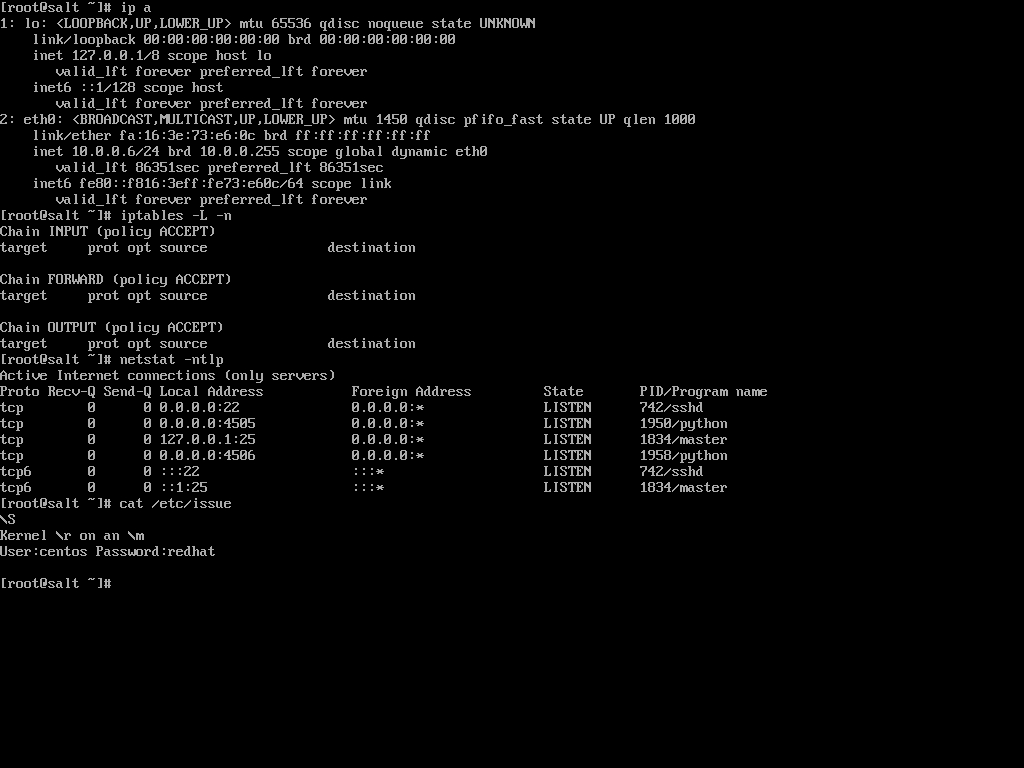 [root@salt ~]# ip a
1: lo: <LOOPBACK,UP,LOWER_UP> mtu 65536 qdisc noqueue state UNKNOWN
    link/loopback 00:00:00:00:00:00 brd 00:00:00:00:00:00
    inet 127.0.0.1/8 scope host lo
       valid_lft forever preferred_lft forever
    inet6 ::1/128 scope host
       valid_lft forever preferred_lft forever
2: eth0: <BROADCAST,MULTICAST,UP,LOWER_UP> mtu 1450 qdisc pfifo_fast state UP qlen 1000
    link/ether fa:16:3e:73:e6:0c brd ff:ff:ff:ff:ff:ff
    inet 10.0.0.6/24 brd 10.0.0.255 scope global dynamic eth0
       valid_lft 86351sec preferred_lft 86351sec
    inet6 fe80::f816:3eff:fe73:e60c/64 scope link
       valid_lft forever preferred_lft forever
[root@salt ~]# iptables -L -n
Chain INPUT (policy ACCEPT)
target     prot opt source               destination

Chain FORWARD (policy ACCEPT)
target     prot opt source               destination

Chain OUTPUT (policy ACCEPT)
target     prot opt source               destination
[root@salt ~]# netstat -ntlp
Active Internet connections (only servers)
Proto Recv-Q Send-Q Local Address           Foreign Address         State       PID/Program name
tcp        0      0 0.0.0.0:22              0.0.0.0:*               LISTEN      742/sshd
tcp        0      0 0.0.0.0:4505            0.0.0.0:*               LISTEN      1950/python
tcp        0      0 127.0.0.1:25            0.0.0.0:*               LISTEN      1834/master
tcp        0      0 0.0.0.0:4506            0.0.0.0:*               LISTEN      1958/python
tcp6       0      0 :::22                   :::*                    LISTEN      742/sshd
tcp6       0      0 ::1:25                  :::*                    LISTEN      1834/master
[root@salt ~]# cat /etc/issue
\S
Kernel \r on an \m
User:centos Password:redhat

[root@salt ~]#